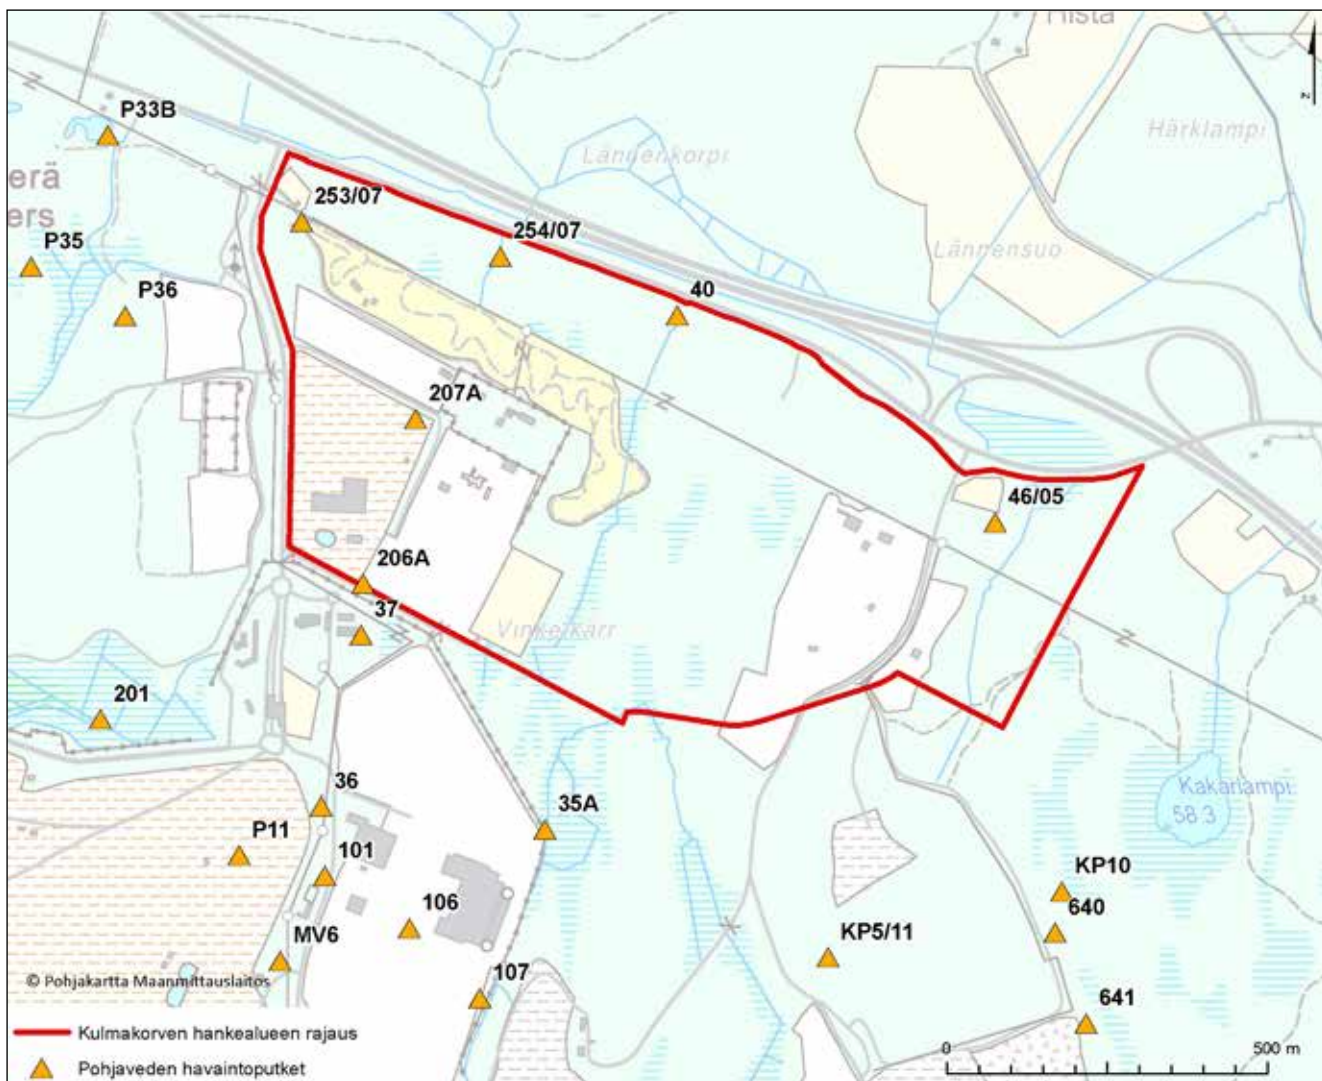 Hista
P33B
Härklampi
Lännenkorpi
erä
ers
253/07
254/07
P35
Lännensuo
P36
40
207A
46/05
206A
37
Vinkelkärr
201
36
35A
Kakarlampi
58.3
P11
101
KP10
106
640
MV6
KP5/11
© Pohjakartta Maanmittauslaitos
107
641
Kulmakorven hankealueen rajaus
0 500 m
Pohjaveden havaintoputket